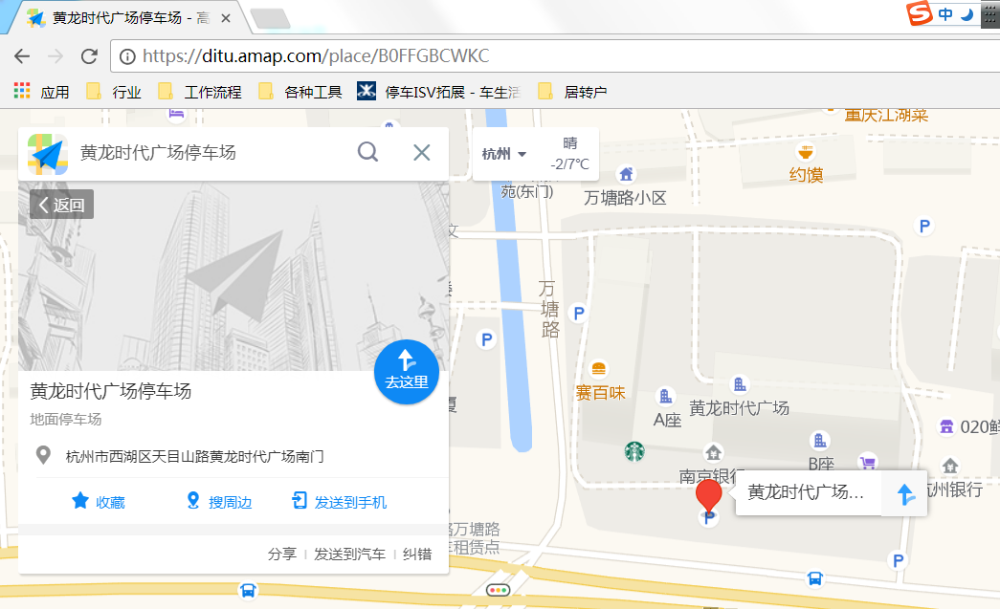 黄龙时代广场停车场 - 高
中
https://ditu.amap.com/place/B0FFGBCWKC
应用 行业 工作流程 各种工具 停车ISV拓展 - 车生活 居转户
黄龙时代广场停车场
杭州
晴
-2/7℃
返回
去这里
黄龙时代广场停车场
地面停车场
杭州市西湖区天目山路黄龙时代广场南门
收藏 搜周边 发送到手机
分享 发送到汽车 纠错
重庆江湖菜
约馍
苑(东门)
万塘路小区
文
P
万塘路
P
P
赛百味
A座
黄龙时代广场
020鲜
厦
B座
南京银行
黄龙时代广场...
杭州银行
P
P
路万塘路
车租赁点